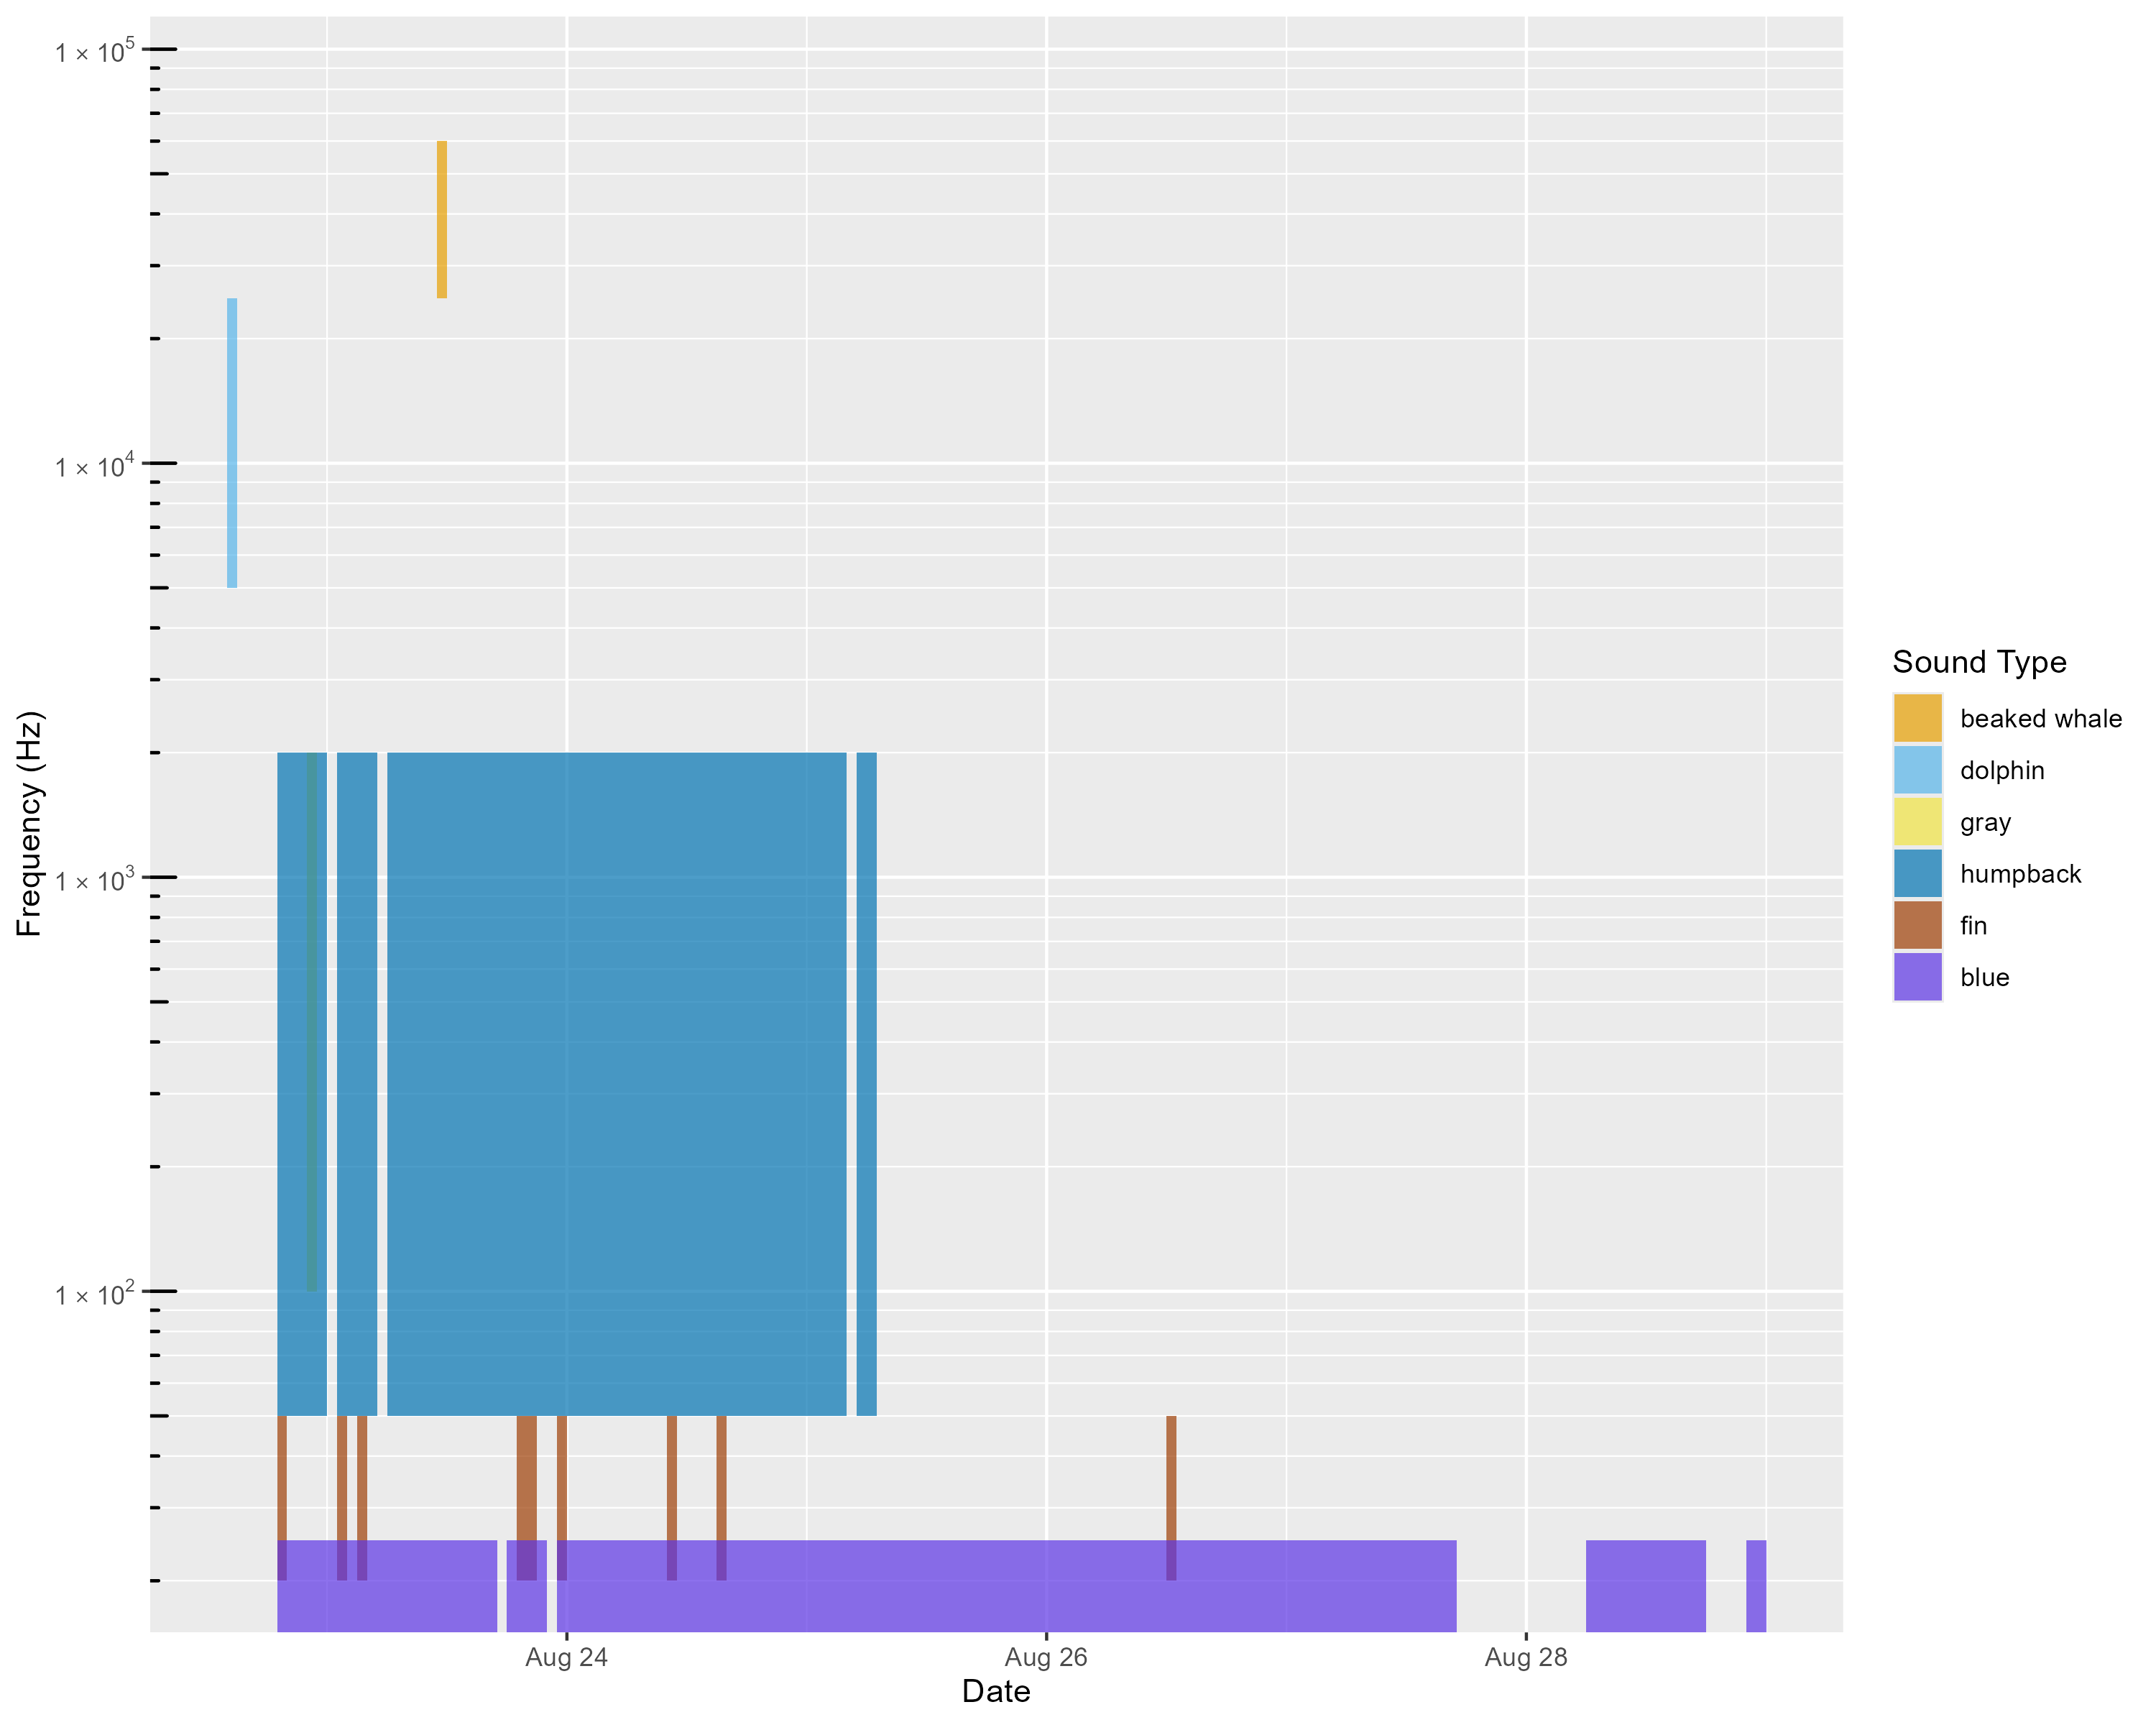 1 × 10⁵
1 × 10⁴
1 × 10³
1 × 10²
Frequency (Hz)
Aug 24
Aug 26
Aug 28
Date
Sound Type
beaked whale
dolphin
gray
humpback
fin
blue